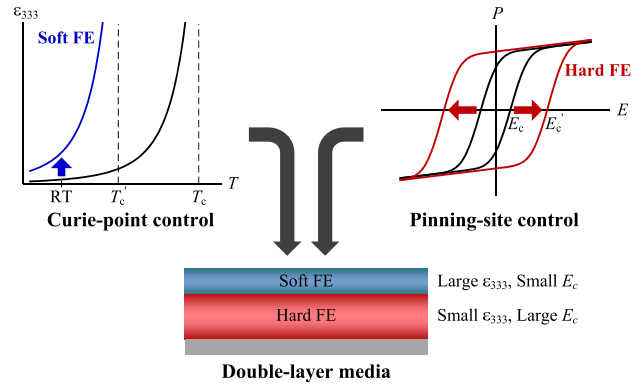 ε333
Soft FE
RT
Tc'
Tc
T
Curie-point control
P
Hard FE
E
Ec
Ec'
Pinning-site control
Soft FE
Large ε333, Small Ec
Hard FE
Small ε333, Large Ec
Double-layer media